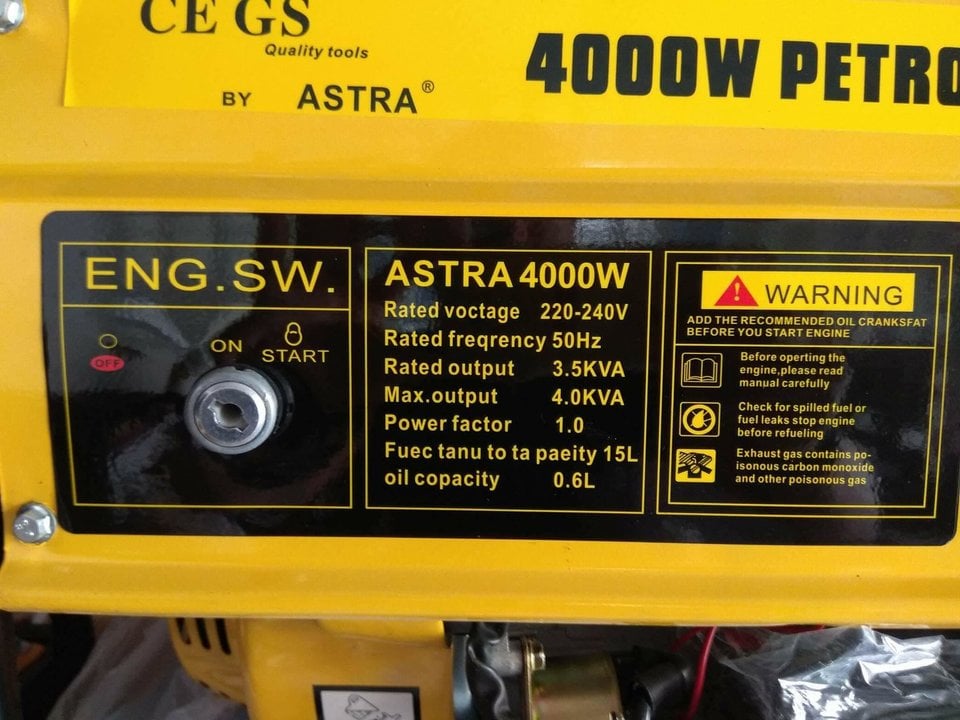 CE GS
Quality tools
BY ASTRA®
4000W PETRO
ENG.SW.
OFF
ON
START
ASTRA 4000W
Rated voctage 220-240V
Rated freqrency 50Hz
Rated output 3.5KVA
Max.output 4.0KVA
Power factor 1.0
Fuec tanu to ta paeity 15L
oil copacity 0.6L
WARNING
ADD THE RECOMMENDED OIL CRANKSFAT
BEFORE YOU START ENGINE
Before operting the
engine,please read
manual carefully
Check for spilled fuel or
fuel leaks stop engine
before refueling
Exhaust gas contains po-
isonous carbon monoxide
and other poisonous gas